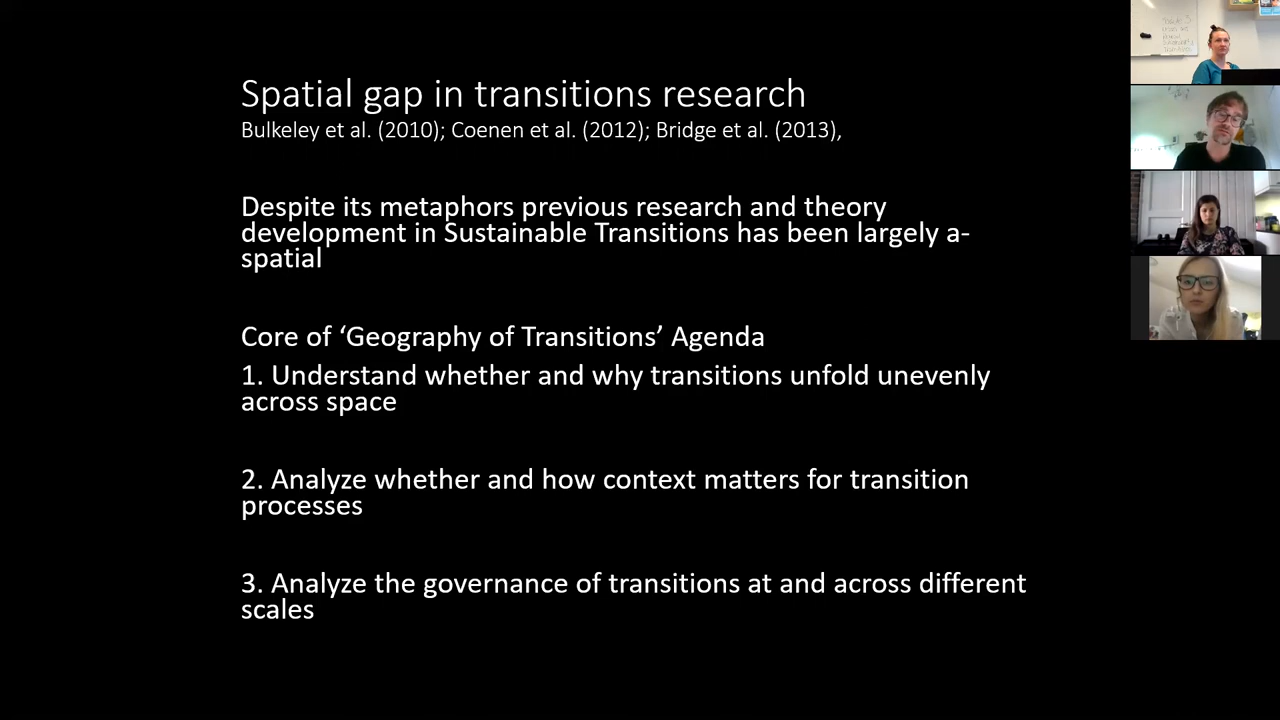 Spatial gap in transitions research
Bulkeley et al. (2010); Coenen et al. (2012); Bridge et al. (2013),
Despite its metaphors previous research and theory
development in Sustainable Transitions has been largely a-
spatial
Core of ‘Geography of Transitions’ Agenda
1. Understand whether and why transitions unfold unevenly
across space
2. Analyze whether and how context matters for transition
processes
3. Analyze the governance of transitions at and across different
scales